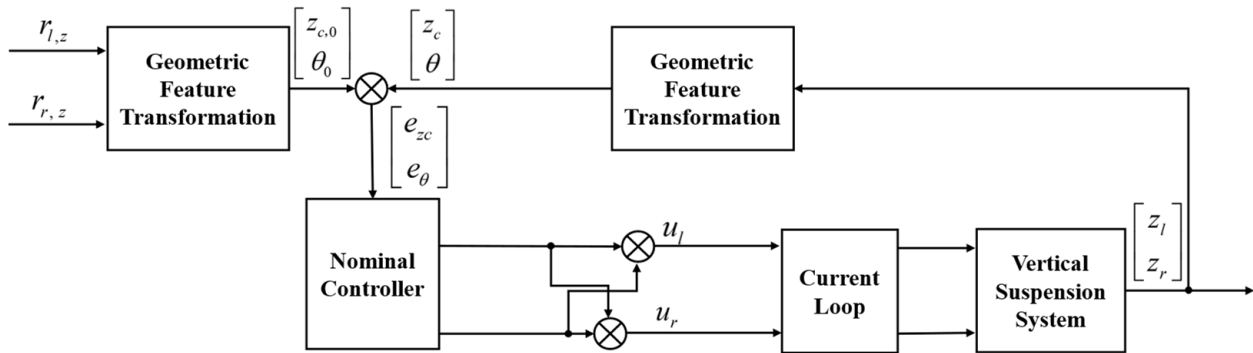 r_{l,z}
r_{r,z}
Geometric
Feature
Transformation
z_{c,0}
θ_0
z_c
θ
Geometric
Feature
Transformation
e_{zc}
e_θ
Nominal
Controller
u_l
u_r
Current
Loop
Vertical
Suspension
System
z_l
z_r